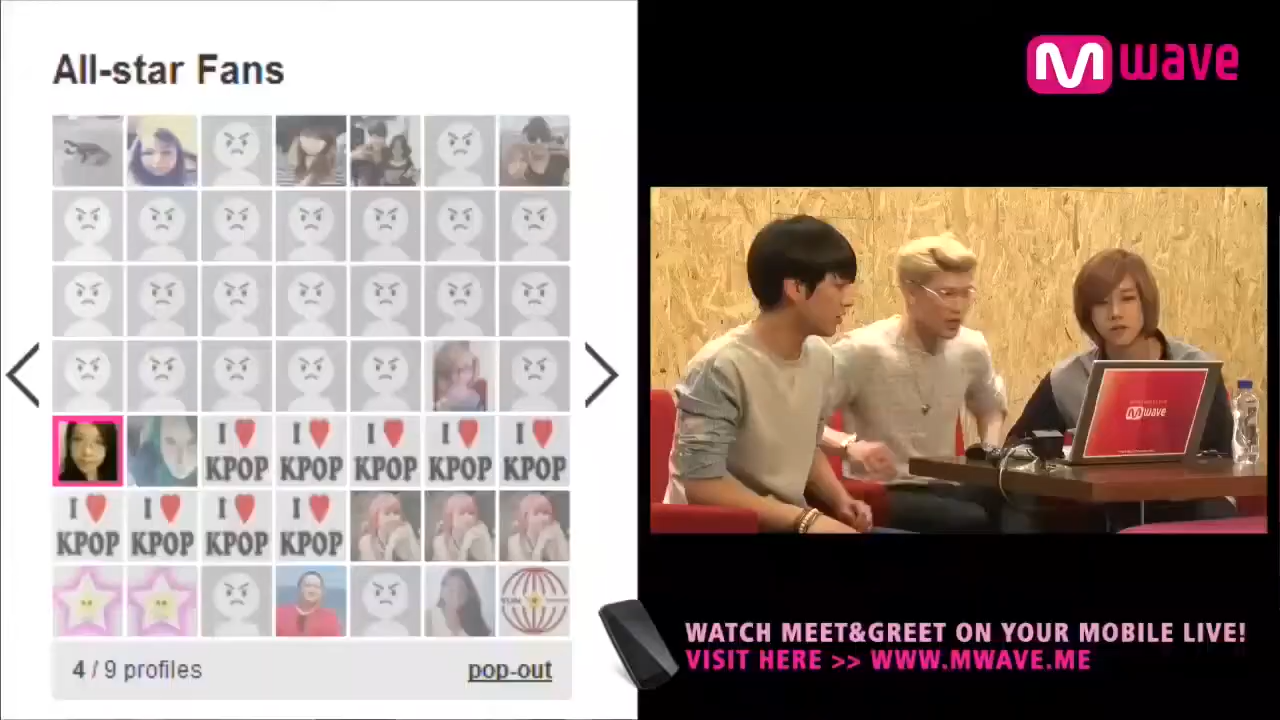 All-star Fans
M wave
I ♥ KPOP I ♥ KPOP I ♥ KPOP I ♥ KPOP I ♥ KPOP
I ♥ KPOP I ♥ KPOP I ♥ KPOP I ♥ KPOP
4 / 9 profiles
pop-out
M wave
WATCH MEET&GREET ON YOUR MOBILE LIVE!
VISIT HERE >> WWW.MWAVE.ME